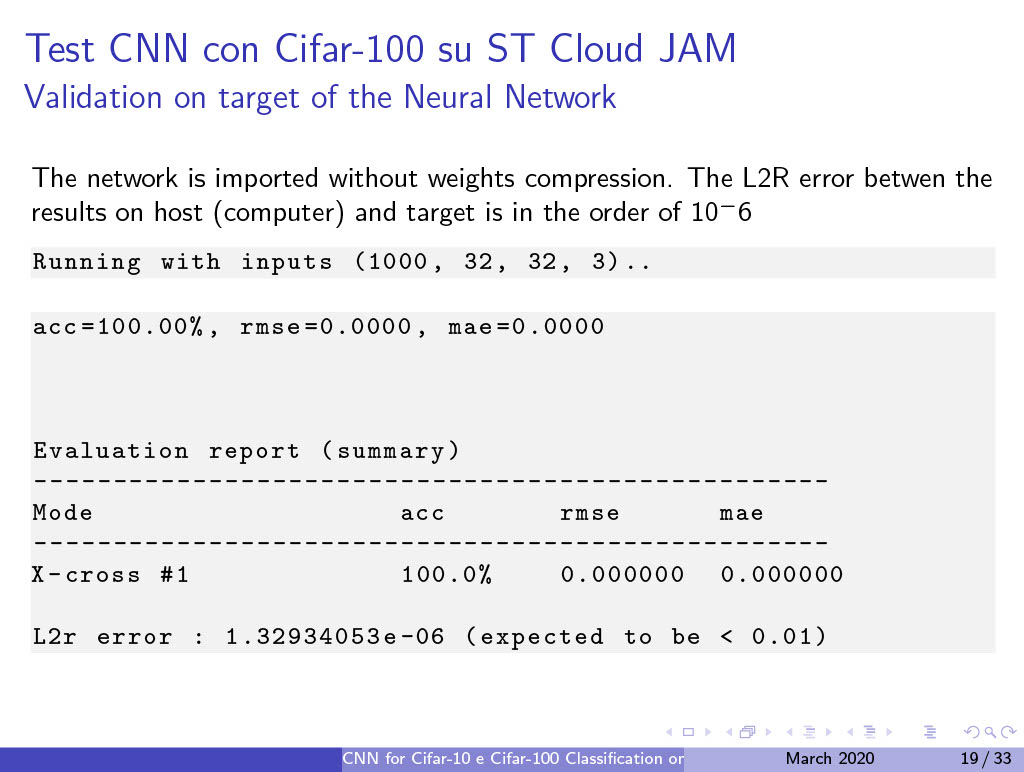 Test CNN con Cifar-100 su ST Cloud JAM
Validation on target of the Neural Network
The network is imported without weights compression. The L2R error betwen the
results on host (computer) and target is in the order of 10⁻6
Running with inputs (1000, 32, 32, 3)..
acc=100.00%, rmse=0.0000, mae=0.0000
Evaluation report (summary)
--------------------------------------------------
Mode acc rmse mae
--------------------------------------------------
X-cross #1 100.0% 0.000000 0.000000
L2r error : 1.32934053e-06 (expected to be < 0.01)
CNN for Cifar-10 e Cifar-100 Classification or March 2020 19 / 33